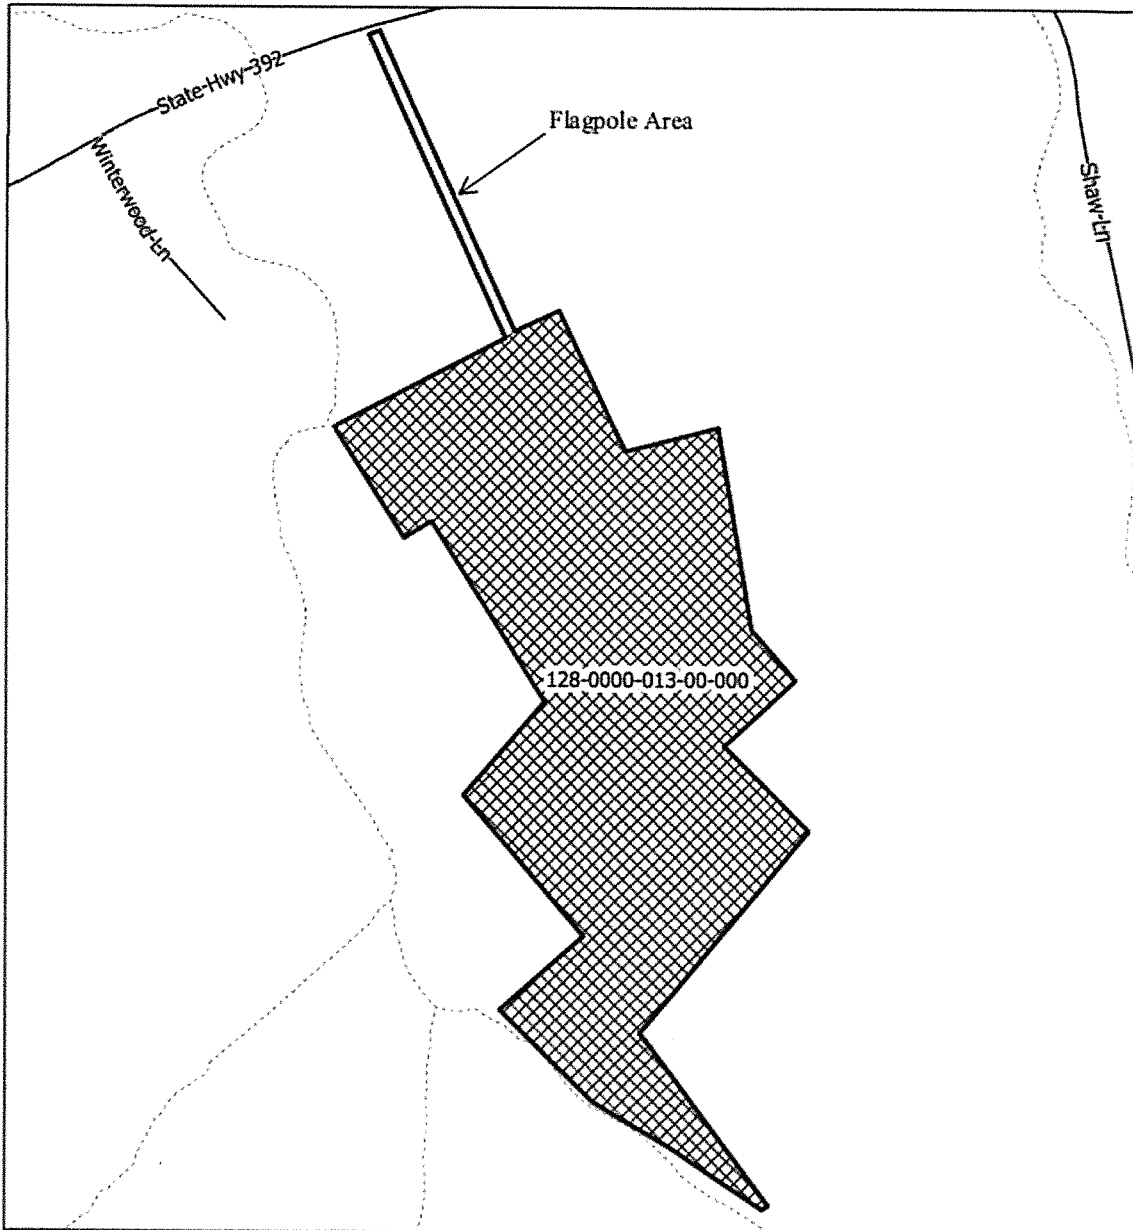 State Hwy 392
Flagpole Area
Winterwood Ln
Shaw Ln
128-0000-013-00-000